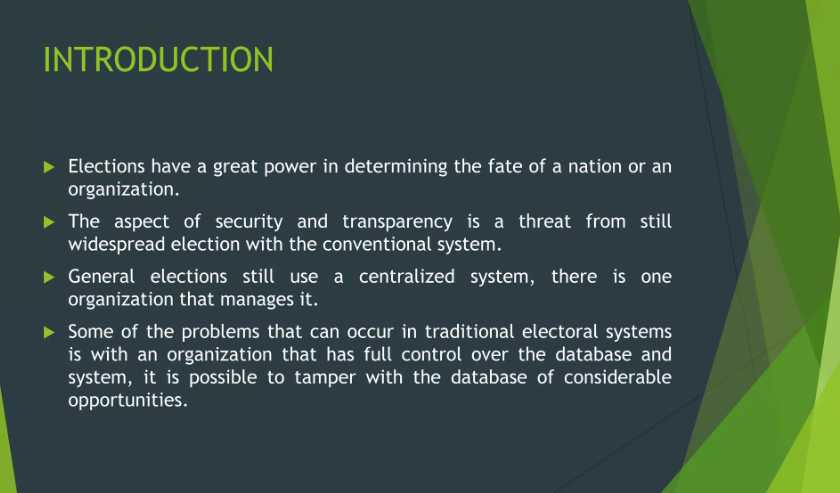 INTRODUCTION
Elections have a great power in determining the fate of a nation or an
organization.
The aspect of security and transparency is a threat from still
widespread election with the conventional system.
General elections still use a centralized system, there is one
organization that manages it.
Some of the problems that can occur in traditional electoral systems
is with an organization that has full control over the database and
system, it is possible to tamper with the database of considerable
opportunities.